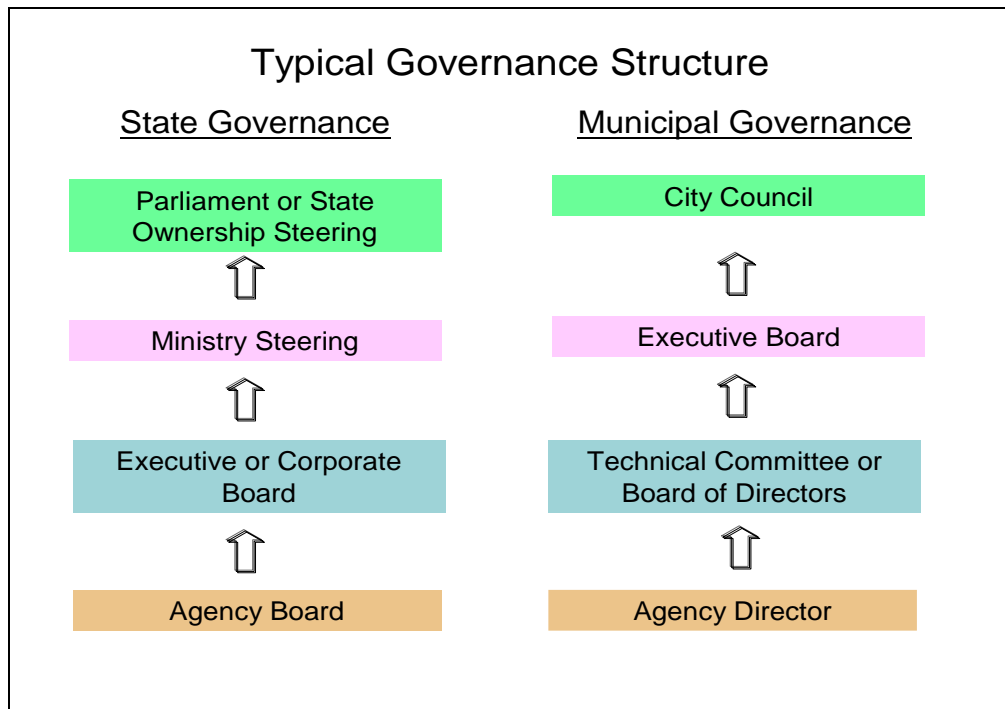 Typical Governance Structure
State Governance
Parliament or State
Ownership Steering
Ministry Steering
Executive or Corporate
Board
Agency Board
Municipal Governance
City Council
Executive Board
Technical Committee or
Board of Directors
Agency Director